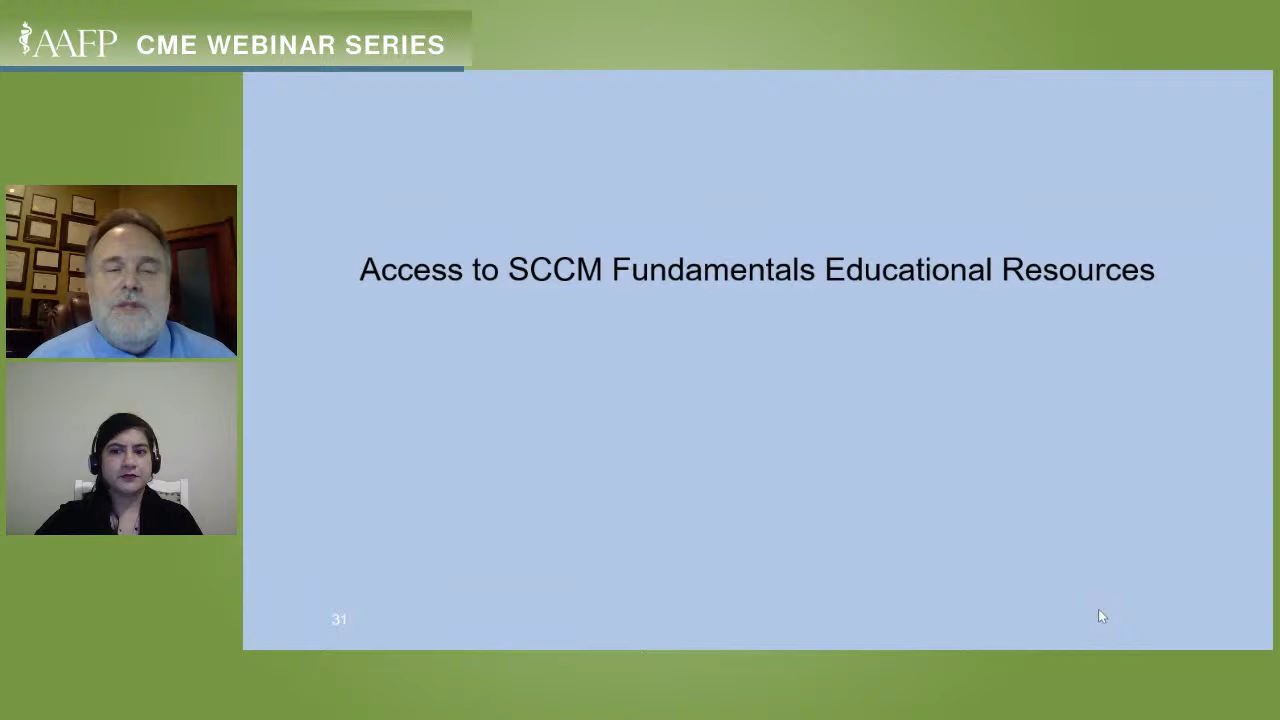 AAFP CME WEBINAR SERIES
Access to SCCM Fundamentals Educational Resources
31